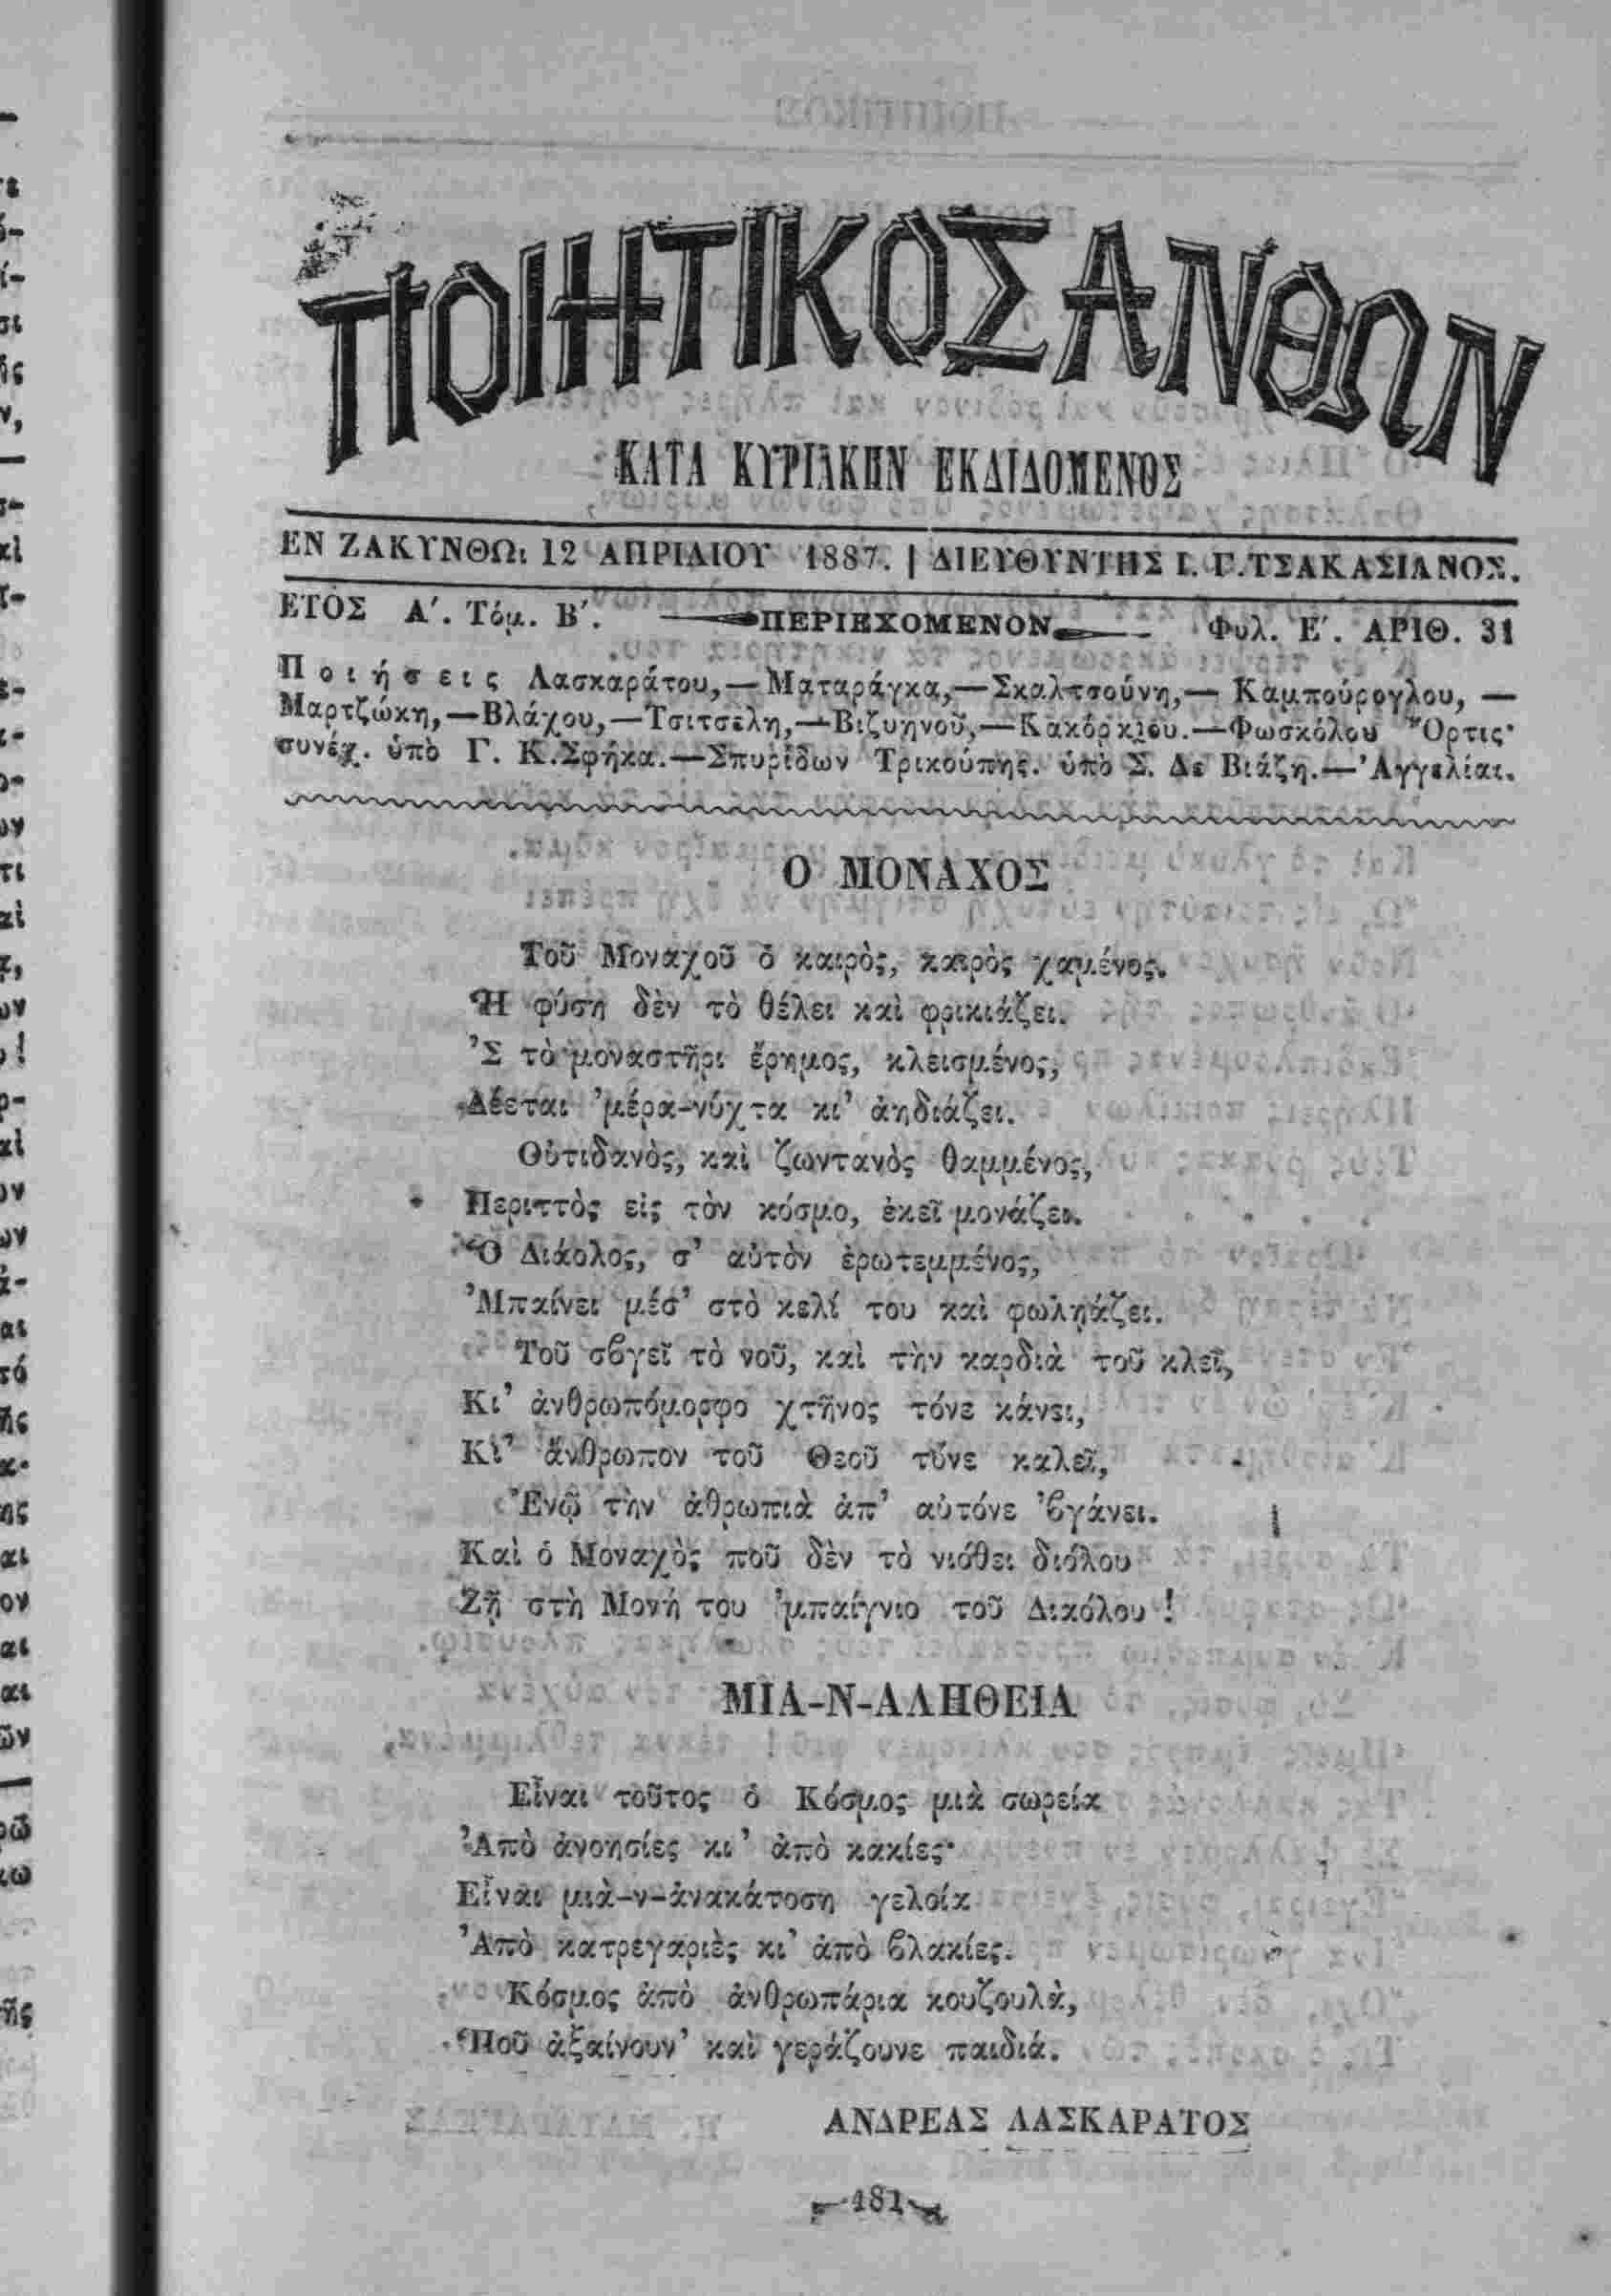 ΠΟΙΗΤΙΚΟΣ ΑΝΘΩΝ
ΚΑΤΑ ΚΥΡΙΑΚΗΝ ΕΚΔΙΔΟΜΕΝΟΣ
ΕΝ ΖΑΚΥΝΘΩι 12 ΑΠΡΙΛΙΟΥ 1887. | ΔΙΕΥΘΥΝΤΗΣ Ι. Γ. ΤΣΑΚΑΣΙΑΝΟΣ.
ΕΤΟΣ Α΄. Τόμ. Β΄. ΠΕΡΙΕΧΟΜΕΝΟΝ Φυλ. Ε΄. ΑΡΙΘ. 31
Ποιήσεις Λασκαράτου,—Ματαράγκα,—Σκαλτσούνη,—Καμπούρογλου,—
Μαρτζώκη,—Βλάχου,—Τσιτσελη,—Βιζυηνοῦ,—Κακόρκιου.—Φωσκόλου Ὄρτις·
συνέχ. ὑπὸ Γ. Κ. Σφήκα.—Σπυρίδων Τρικούπης. ὑπὸ Σ. Δε Βιάζη.—Ἀγγελίαι.
Ο ΜΟΝΑΧΟΣ
Τοῦ Μοναχοῦ ὁ καιρὸς, καιρὸς χαμένος.
Ἡ φύση δὲν τὸ θέλει καὶ φρικιάζει.
Ἐ τὸ μοναστῆρι ἔρημος, κλεισμένος,
Δέεται ᾽μέρα-νύχτα κι᾽ ἀηδιάζει.
Οὐτιδανὸς, καὶ ζωντανὸς θαμμένος,
Περιττὸς εἰς τὸν κόσμο, ἐκεῖ μονάζει.
Ὁ Διάολος, σ᾽ αὐτὸν ἐρωτεμμένος,
᾽Μπαίνει μέσ᾽ στὸ κελί του καὶ φωληάζει.
Τοῦ σϐγεῖ τὸ νοῦ, καὶ τὴν καρδιὰ τοῦ κλεῖ,
Κι᾽ ἀνθρωπόμορφο χτῆνος τόνε κάνει,
Κι᾽ ἄνθρωπον τοῦ Θεοῦ τόνε καλεῖ,
Ἐνῷ τὴν ἀθρωπιὰ ἀπ᾽ αὐτόνε ᾽ϐγάνει.
Καὶ ὁ Μοναχὸς ποῦ δὲν τὸ νιόθει διόλου
Ζῆ στὴ Μονή του ᾽μπαίγνιο τοῦ Διαόλου !
ΜΙΑ-Ν-ΑΛΗΘΕΙΑ
Εἶναι τοῦτος ὁ Κόσμος μιὰ σωρεία
Ἀπὸ ἀνοησίες κι᾽ ἀπὸ κακίες·
Εἶναι μιὰ-ν-ἀνακάτοση γελοία
Ἀπὸ κατρεγαριὲς κι᾽ ἀπὸ ϐλακίες.
Κόσμος ἀπὸ ἀνθρωπάρια κουζουλὰ,
Ποῦ ἀξαίνουν᾽ καὶ γεράζουνε παιδιά.
ΑΝΔΡΕΑΣ ΛΑΣΚΑΡΑΤΟΣ
481